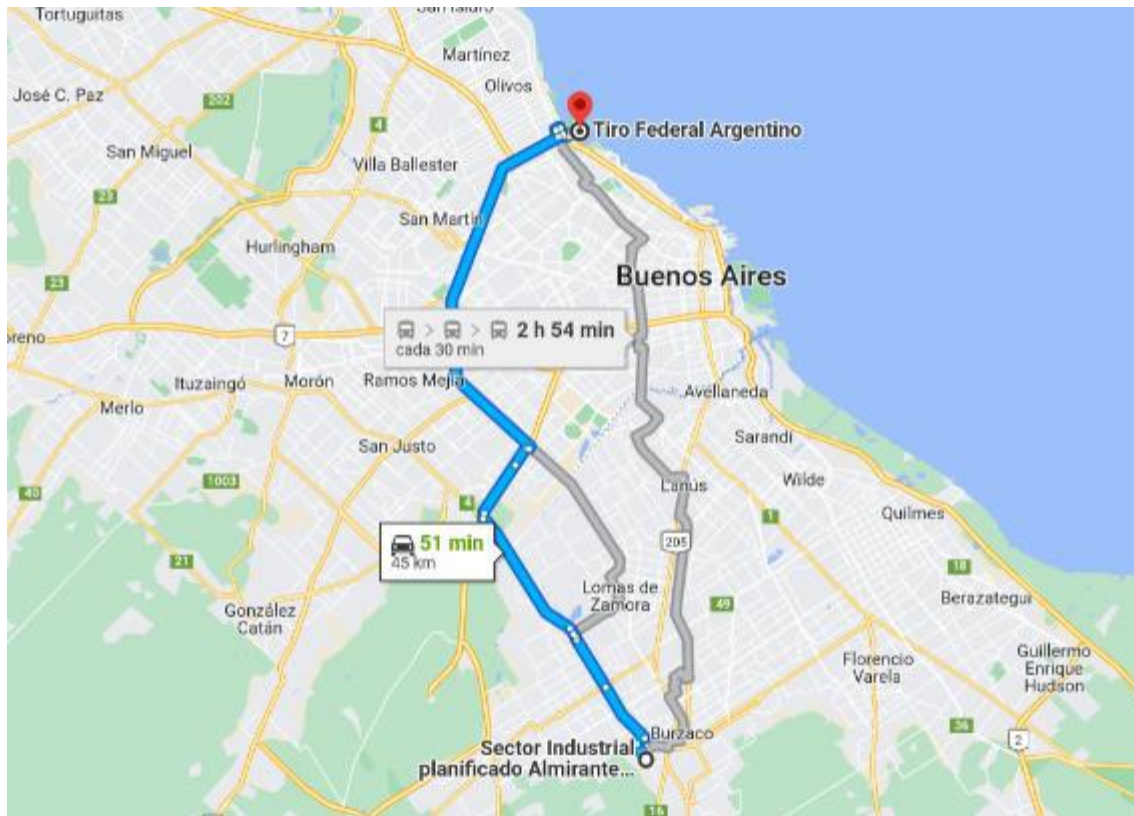 Tortuguitas
San Isidro
Martínez
José C. Paz
202
Olivos
4
Tiro Federal Argentino
San Miguel
Villa Ballester
23
San Martín
Hurlingham
Buenos Aires
23
2 h 54 min
cada 30 min
7
Ituzaingó
Morón
Ramos Mejía
Avellaneda
Merlo
Sarandí
San Justo
Wilde
Lanús
40
1003
4
Quilmes
1
51 min
45 km
205
21
18
Lomas de
Zamora
49
Berazategui
González
Catán
Florencio
Varela
Guillermo
Enrique
Hudson
36
2
Burzaco
Sector Industrial
planificado Almirante...
16